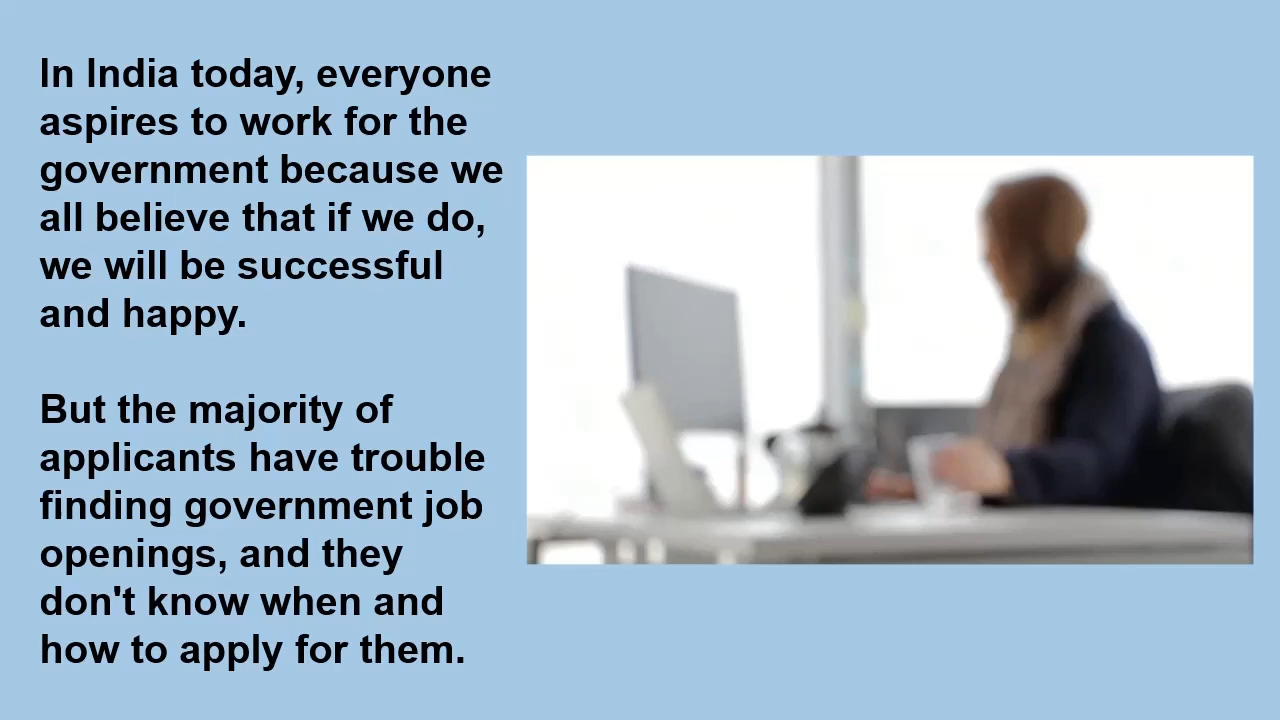 In India today, everyone
aspires to work for the
government because we
all believe that if we do,
we will be successful
and happy.
But the majority of
applicants have trouble
finding government job
openings, and they
don't know when and
how to apply for them.